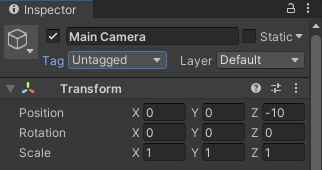 Inspector
Main Camera Static
Tag Untagged Layer Default
Transform
Position X 0 Y 0 Z -10
Rotation X 0 Y 0 Z 0
Scale X 1 Y 1 Z 1